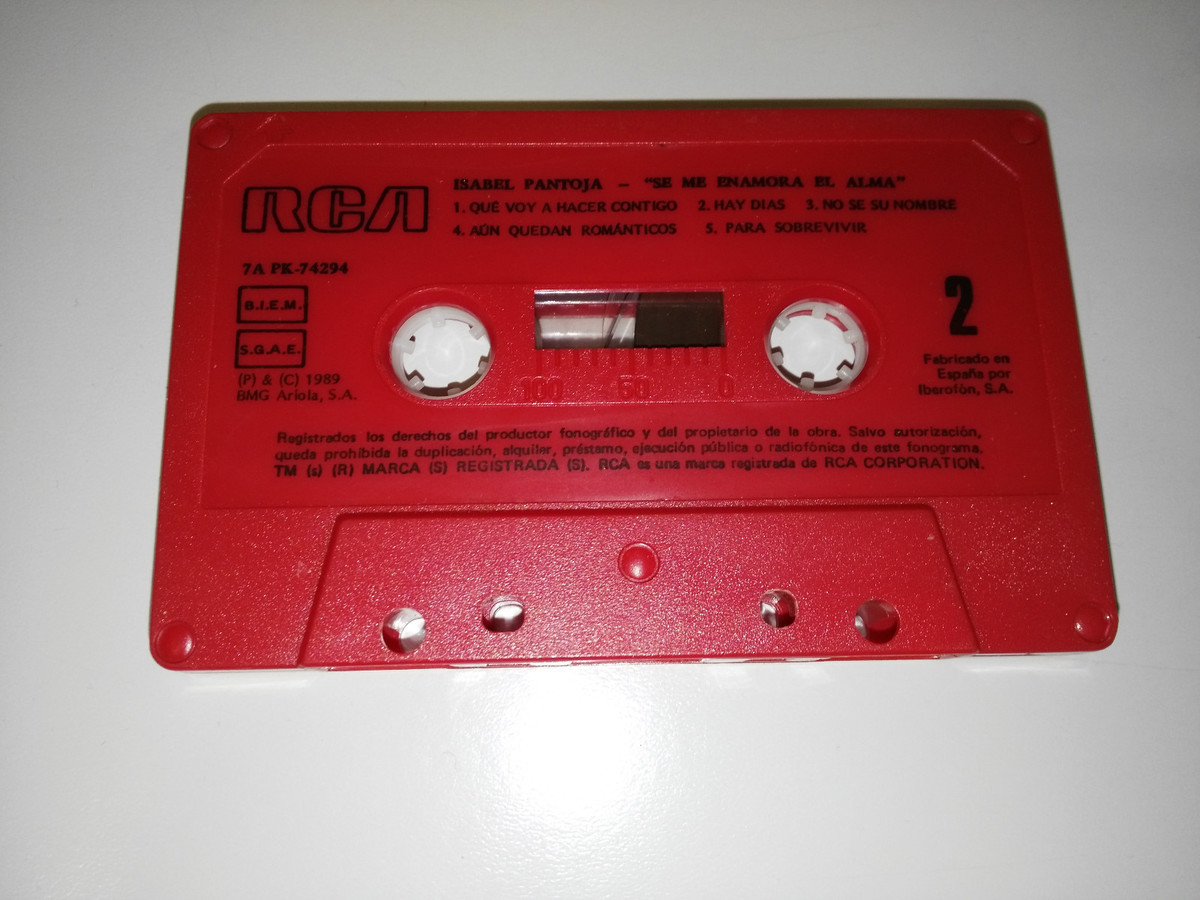 RCA
ISABEL PANTOJA – "SE ME ENAMORA EL ALMA"
1. QUÉ VOY A HACER CONTIGO 2. HAY DIAS 3. NO SE SU NOMBRE
4. AÚN QUEDAN ROMÁNTICOS 5. PARA SOBREVIVIR
7A PK-74294
B.I.E.M.
S.G.A.E.
(P) & (C) 1989
BMG Ariola, S.A.
100 50 0
2
Fabricado en
España por
Iberofón, S.A.
Registrados los derechos del productor fonográfico y del propietario de la obra. Salvo autorización,
queda prohibida la duplicación, alquiler, préstamo, ejecución pública o radiofónica de este fonograma.
TM (s) (R) MARCA (S) REGISTRADA (S). RCA es una marca registrada de RCA CORPORATION.